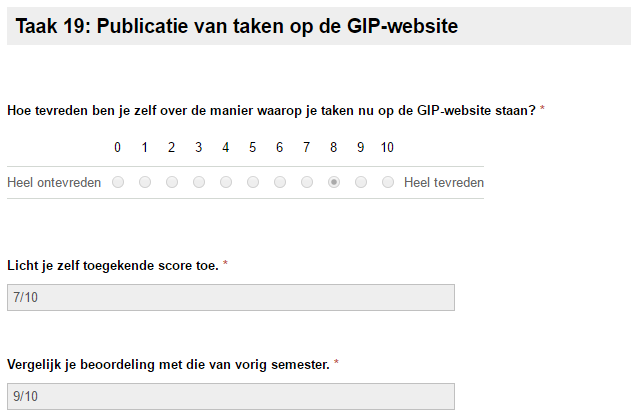 Taak 19: Publicatie van taken op de GIP-website
Hoe tevreden ben je zelf over de manier waarop je taken nu op de GIP-website staan? *
0 1 2 3 4 5 6 7 8 9 10
Heel ontevreden Heel tevreden
Licht je zelf toegekende score toe. *
7/10
Vergelijk je beoordeling met die van vorig semester. *
9/10